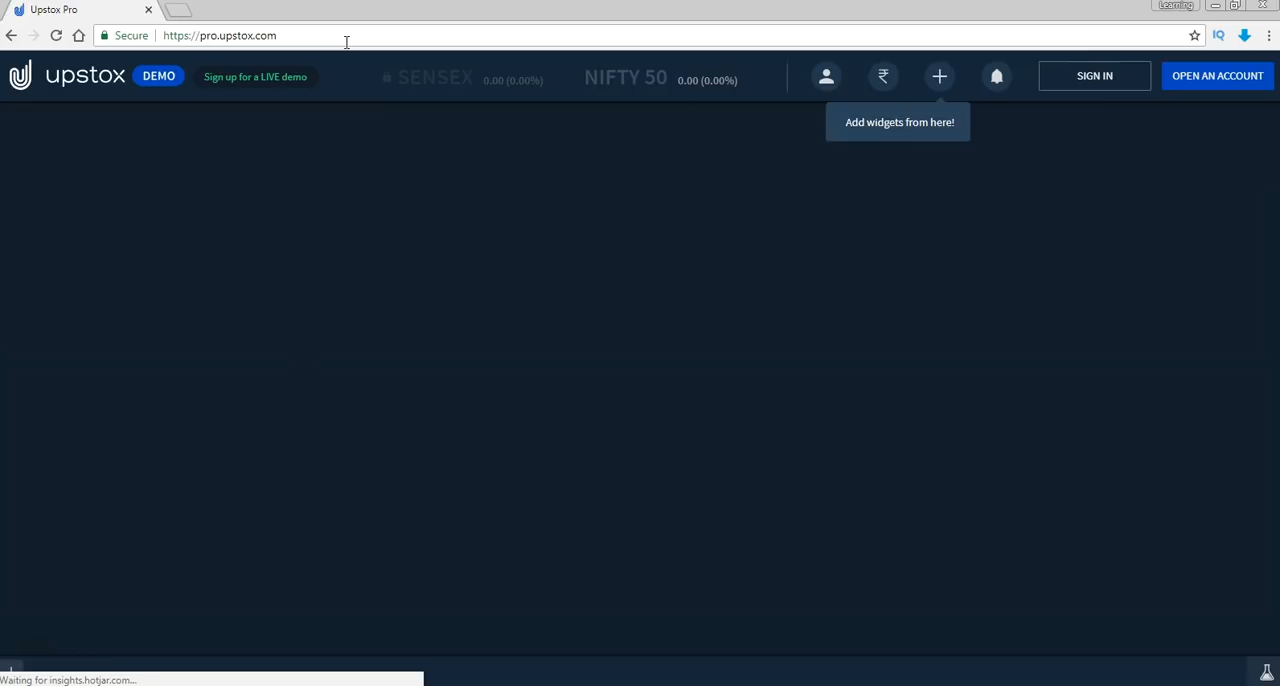 Upstox Pro
Learning
Secure https://pro.upstox.com
IQ
upstox DEMO Sign up for a LIVE demo SENSEX 0.00 (0.00%) NIFTY 50 0.00 (0.00%) ₹ SIGN IN OPEN AN ACCOUNT
Add widgets from here!
Waiting for insights.hotjar.com...